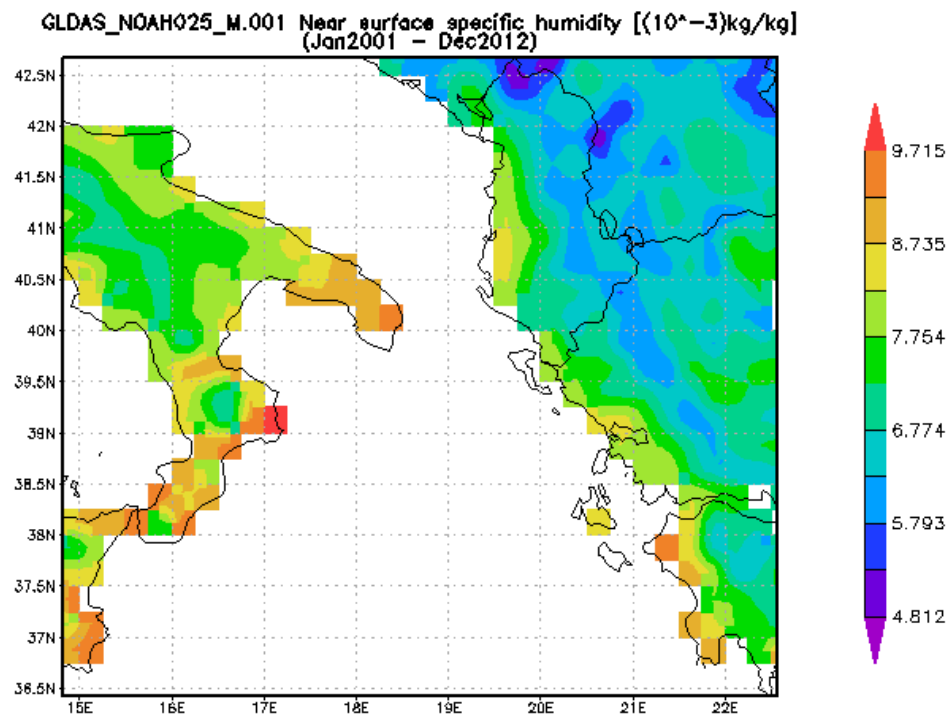 GLDAS_NOAH025_M.001 Near surface specific humidity [(10^-3)kg/kg]
(Jan2001 - Dec2012)
42.5N
42N
41.5N
41N
40.5N
40N
39.5N
39N
38.5N
38N
37.5N
37N
36.5N
15E 16E 17E 18E 19E 20E 21E 22E
9.715
8.735
7.754
6.774
5.793
4.812